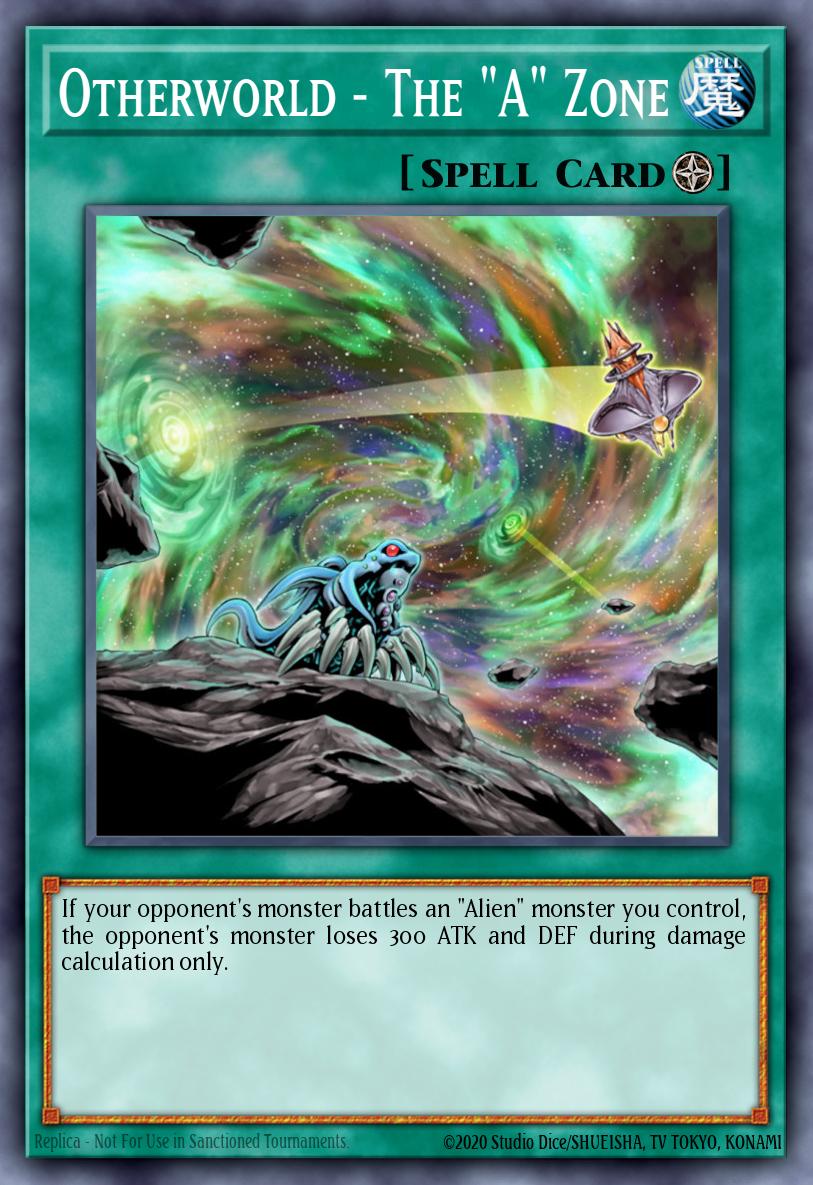 Otherworld - The "A" Zone
SPELL
魔
[Spell Card]
If your opponent's monster battles an "Alien" monster you control,
the opponent's monster loses 300 ATK and DEF during damage
calculation only.
Replica - Not For Use in Sanctioned Tournaments.
©2020 Studio Dice/SHUEISHA, TV TOKYO, KONAMI